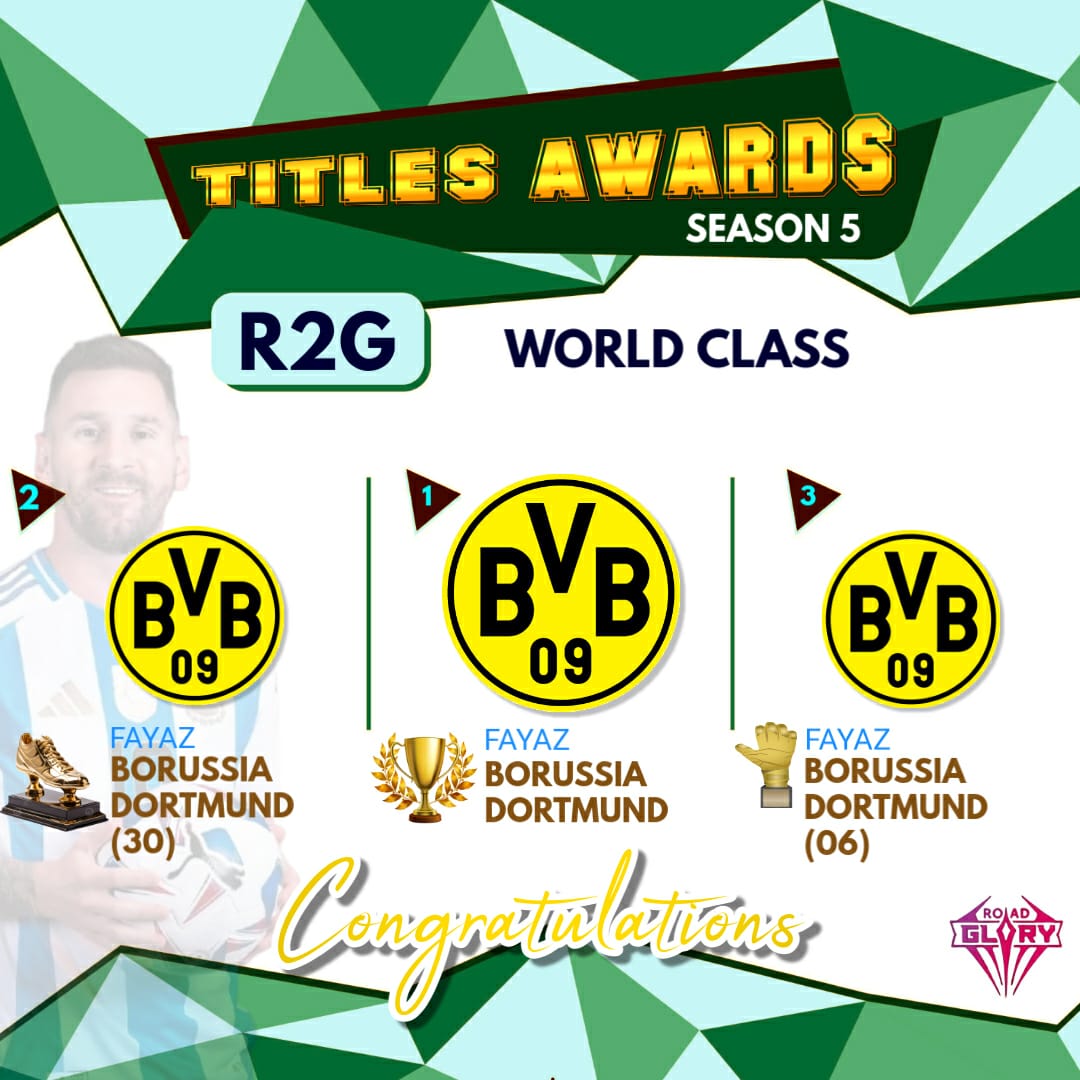 TITLES AWARDS
SEASON 5
R2G
WORLD CLASS
2
BVB
09
FAYAZ
BORUSSIA
DORTMUND
(30)
1
BVB
09
FAYAZ
BORUSSIA
DORTMUND
3
BVB
09
FAYAZ
BORUSSIA
DORTMUND
(06)
Congratulations
ROAD
GLORY